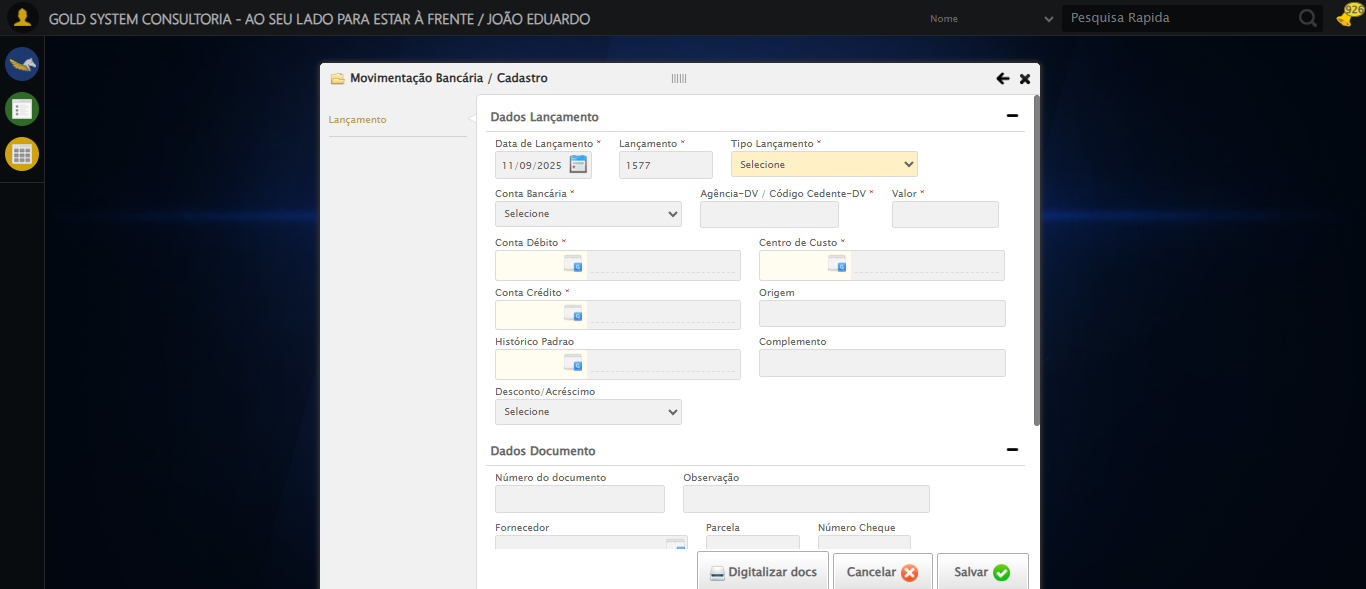 GOLD SYSTEM CONSULTORIA - AO SEU LADO PARA ESTAR À FRENTE / JOÃO EDUARDO
Nome
Pesquisa Rapida
926
Movimentação Bancária / Cadastro
Lançamento
Dados Lançamento
Data de Lançamento * Lançamento * Tipo Lançamento *
11/09/2025 1577 Selecione
Conta Bancária * Agência-DV / Código Cedente-DV * Valor *
Selecione
Conta Débito * Centro de Custo *
Conta Crédito * Origem
Histórico Padrao Complemento
Desconto/Acréscimo
Selecione
Dados Documento
Número do documento Observação
Fornecedor Parcela Número Cheque
Digitalizar docs Cancelar Salvar